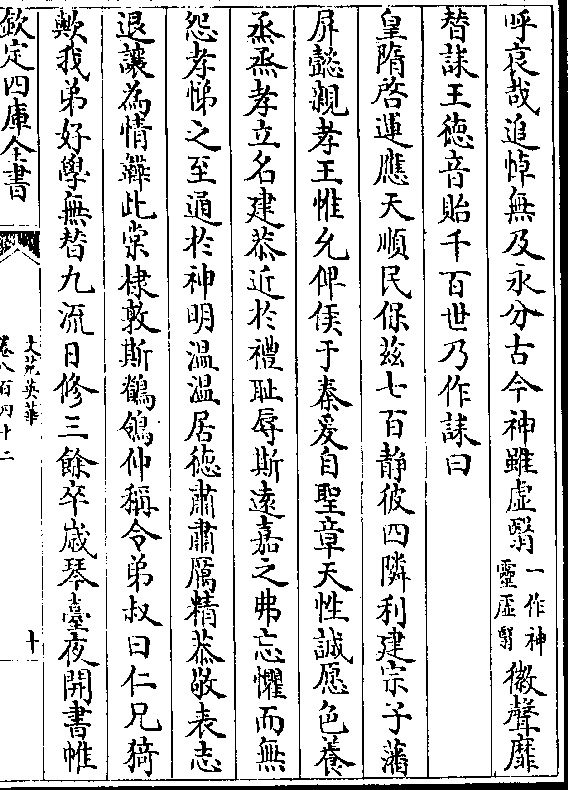 呼哀哉追悼無及永分古今神雖虛翳一作神靈虛翳徽聲靡
替誄王德音貽千百世乃作誄曰
皇隋啓運應天順民保兹七百靜彼四隣利建宗子藩
屏懿親孝王惟允俾侯于秦爰自聖章天性誠愿色養
烝烝孝立名建恭近於禮耻辱斯遠嘉之弗忘懼而無
怨孝悌之至通於神明温温居德肅肅厲精恭敬表志
退讓為情韡此棠棣敦斯鶺鴒仲稱令弟叔曰仁兄猗
歟我弟好學無替九流日修三餘卒嵗琴臺夜開書帷
欽定四庫全書
文苑英華
卷八百四十二
十